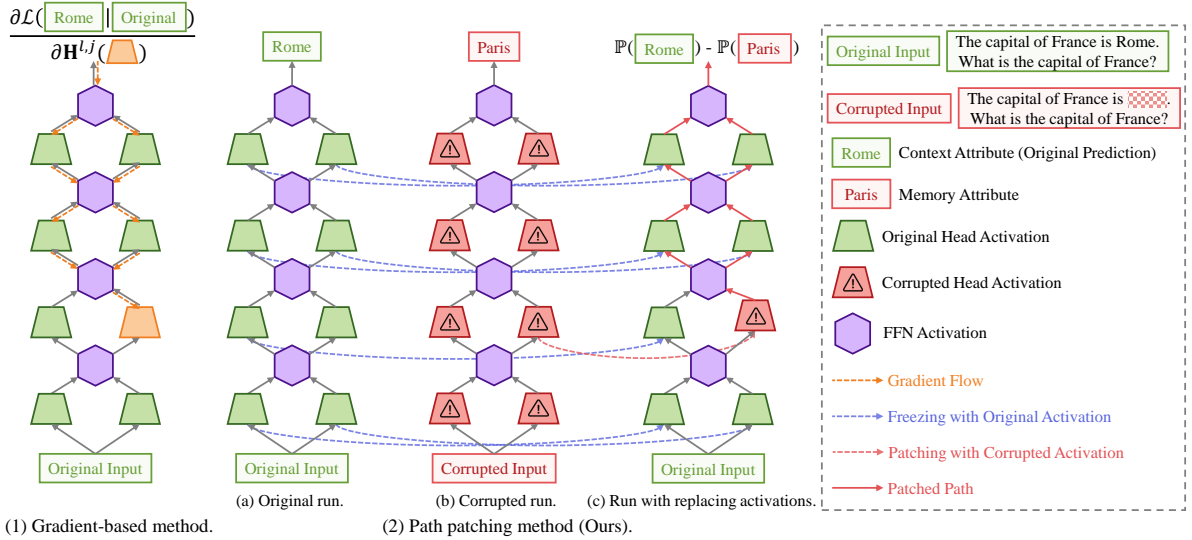 ∂ℒ( Rome | Original )
∂𝐇^{l,j}( )
Rome
Paris
ℙ( Rome ) - ℙ( Paris )
Original Input
The capital of France is Rome.
What is the capital of France?
Corrupted Input
The capital of France is .
What is the capital of France?
Rome
Context Attribute (Original Prediction)
Paris
Memory Attribute
Original Head Activation
Corrupted Head Activation
FFN Activation
Gradient Flow
Freezing with Original Activation
Patching with Corrupted Activation
Patched Path
Original Input
Original Input
Corrupted Input
Original Input
(a) Original run.
(b) Corrupted run.
(c) Run with replacing activations.
(1) Gradient-based method.
(2) Path patching method (Ours).